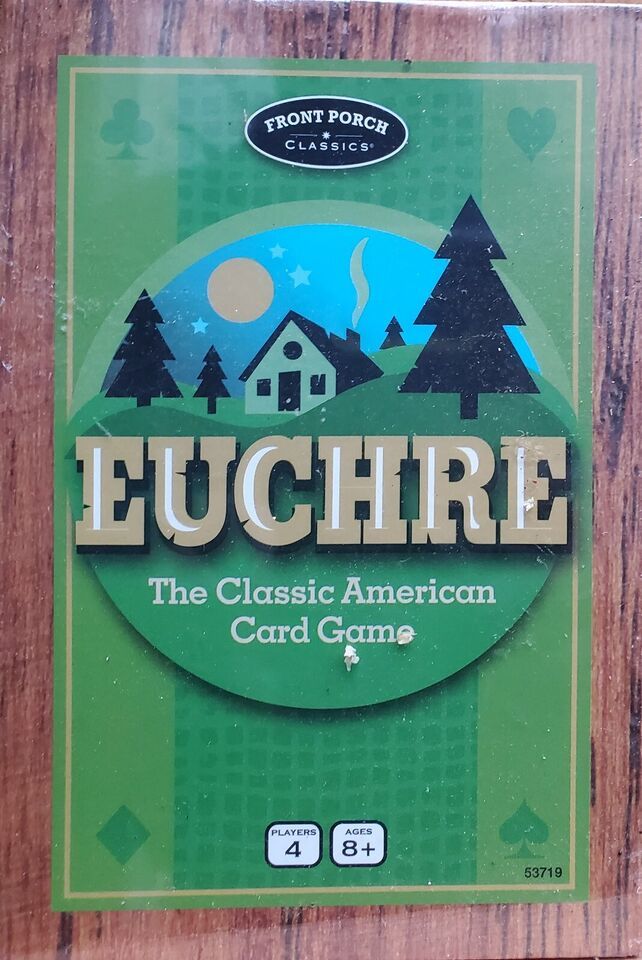 FRONT PORCH
CLASSICS®
EUCHRE
The Classic American
Card Game
PLAYERS
4
AGES
8+
53719